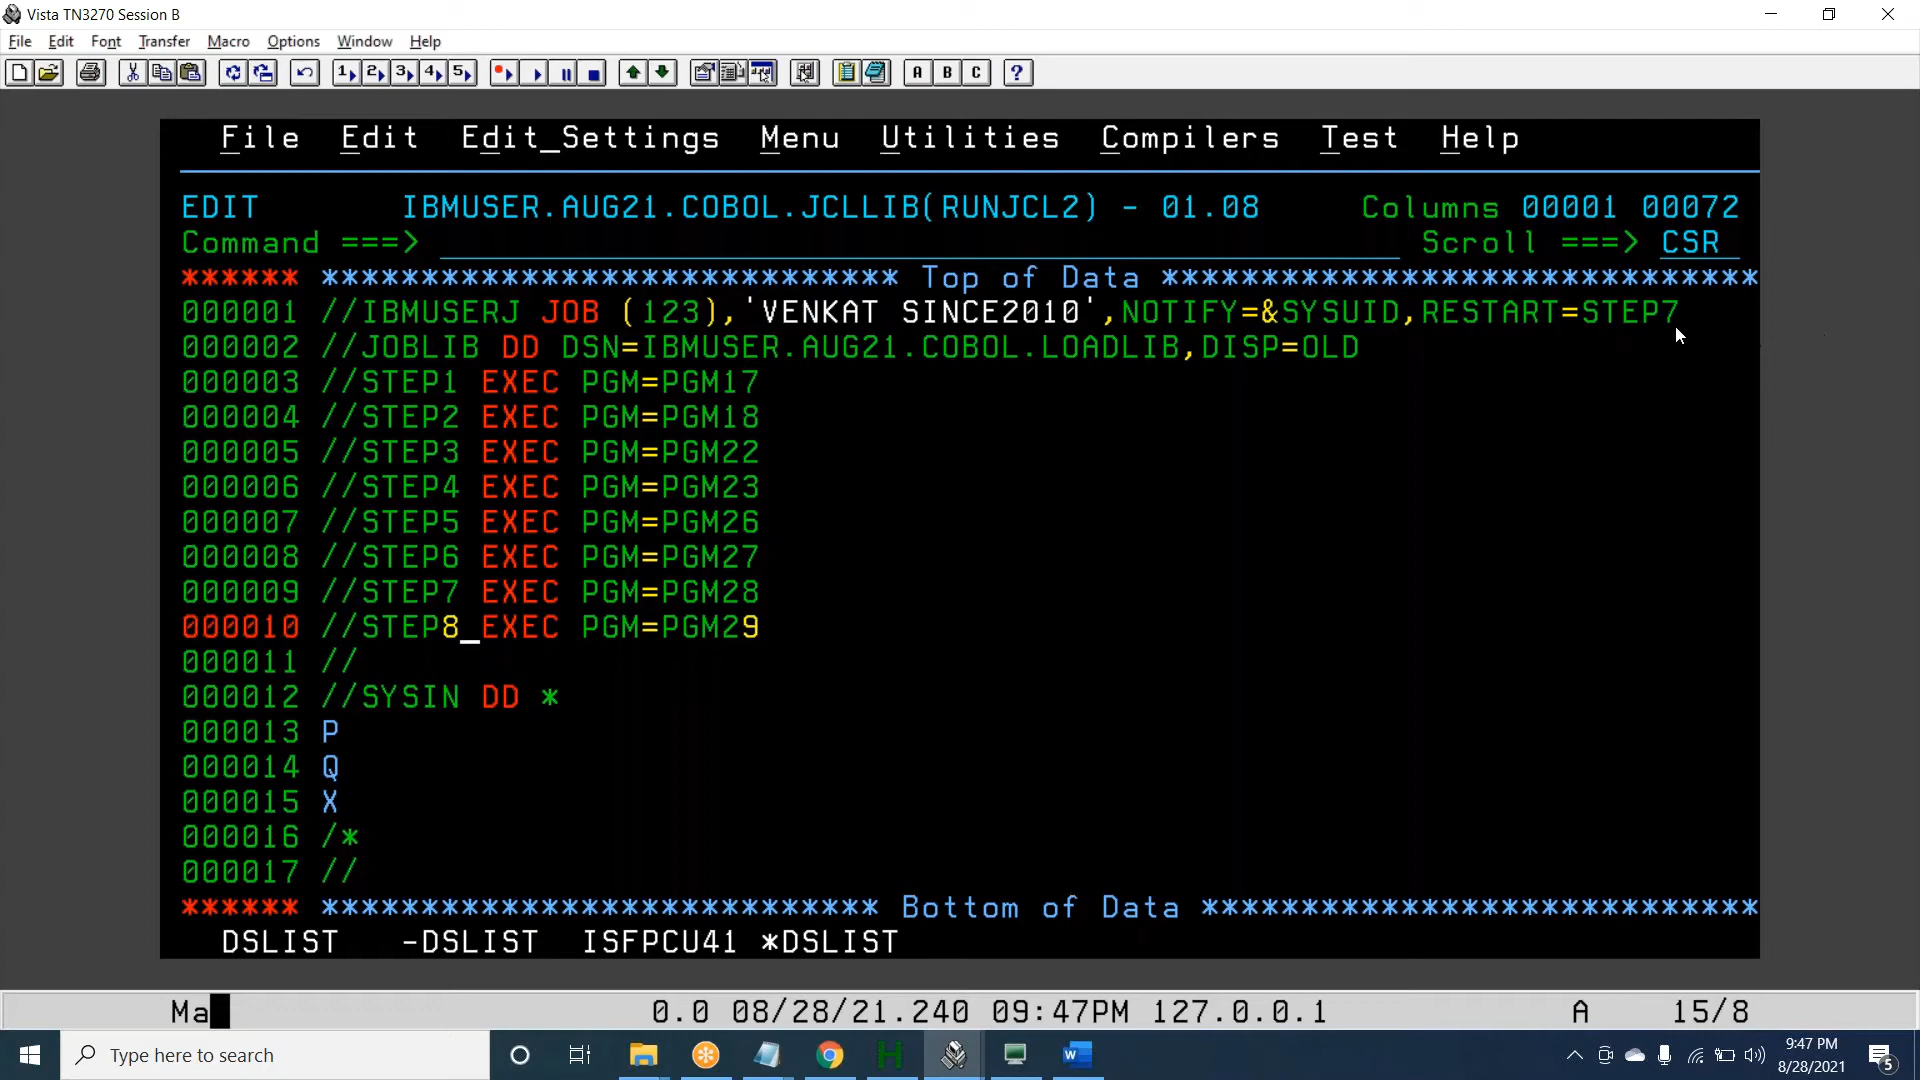 Vista TN3270 Session B
File Edit Font Transfer Macro Options Window Help
1 2 3 4 5 A B C ?
File Edit Edit_Settings Menu Utilities Compilers Test Help
EDIT IBMUSER.AUG21.COBOL.JCLLIB(RUNJCL2) - 01.08 Columns 00001 00072
Command ===> Scroll ===> CSR
****** ***************************** Top of Data ******************************
000001 //IBMUSERJ JOB (123),'VENKAT SINCE2010',NOTIFY=&SYSUID,RESTART=STEP7
000002 //JOBLIB DD DSN=IBMUSER.AUG21.COBOL.LOADLIB,DISP=OLD
000003 //STEP1 EXEC PGM=PGM17
000004 //STEP2 EXEC PGM=PGM18
000005 //STEP3 EXEC PGM=PGM22
000006 //STEP4 EXEC PGM=PGM23
000007 //STEP5 EXEC PGM=PGM26
000008 //STEP6 EXEC PGM=PGM27
000009 //STEP7 EXEC PGM=PGM28
000010 //STEP8_EXEC PGM=PGM29
000011 //
000012 //SYSIN DD *
000013 P
000014 Q
000015 X
000016 /*
000017 //
****** **************************** Bottom of Data ****************************
DSLIST -DSLIST ISFPCU41 *DSLIST
Ma 0.0 08/28/21.240 09:47PM 127.0.0.1 A 15/8
Type here to search
9:47 PM
8/28/2021
5